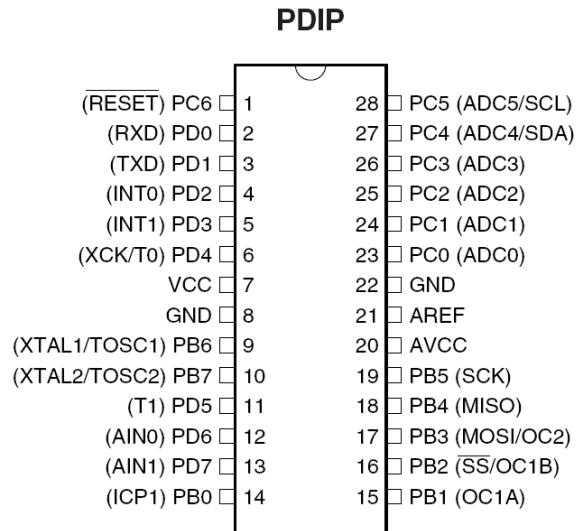 PDIP
(RESET) PC6 1 28 PC5 (ADC5/SCL)
(RXD) PD0 2 27 PC4 (ADC4/SDA)
(TXD) PD1 3 26 PC3 (ADC3)
(INT0) PD2 4 25 PC2 (ADC2)
(INT1) PD3 5 24 PC1 (ADC1)
(XCK/T0) PD4 6 23 PC0 (ADC0)
VCC 7 22 GND
GND 8 21 AREF
(XTAL1/TOSC1) PB6 9 20 AVCC
(XTAL2/TOSC2) PB7 10 19 PB5 (SCK)
(T1) PD5 11 18 PB4 (MISO)
(AIN0) PD6 12 17 PB3 (MOSI/OC2)
(AIN1) PD7 13 16 PB2 (SS/OC1B)
(ICP1) PB0 14 15 PB1 (OC1A)